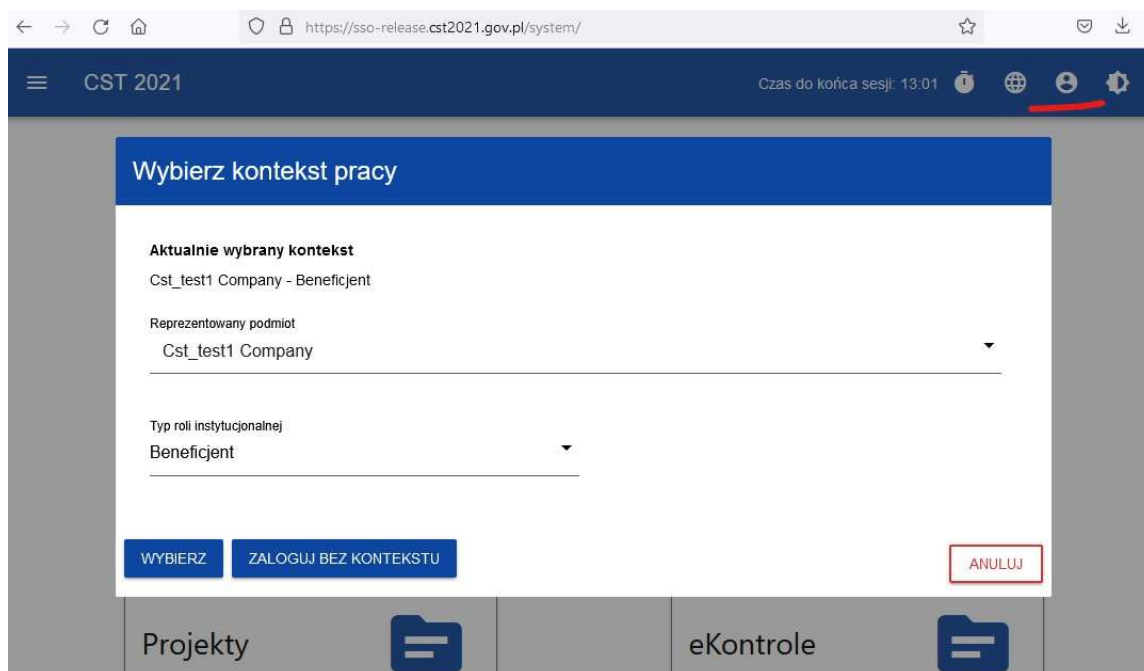 https://sso-release.cst2021.gov.pl/system/
CST 2021
Czas do końca sesji: 13:01
Wybierz kontekst pracy
Aktualnie wybrany kontekst
Cst_test1 Company - Beneficjent
Reprezentowany podmiot
Cst_test1 Company
Typ roli instytucjonalnej
Beneficjent
WYBIERZ
ZALOGUJ BEZ KONTEKSTU
ANULUJ
Projekty
eKontrole